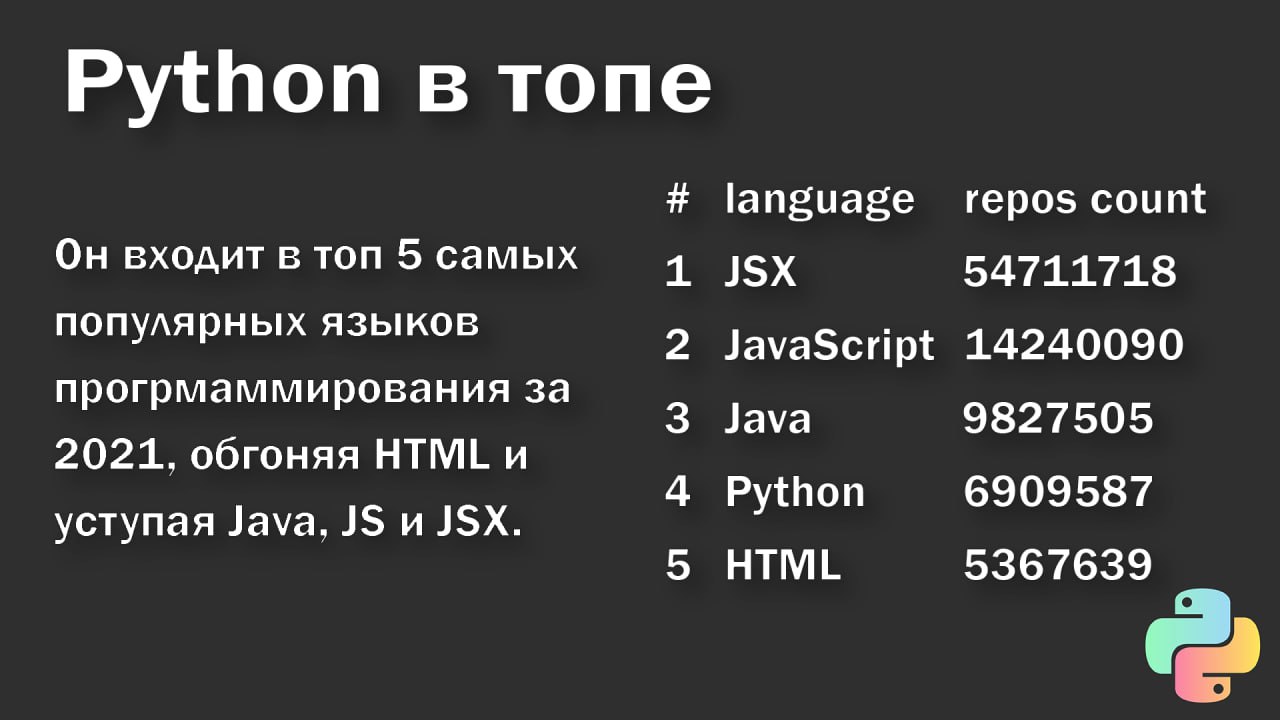 Python в топе
Он входит в топ 5 самых
популярных языков
прогрмаммирования за
2021, обгоняя HTML и
уступая Java, JS и JSX.
# language repos count
1 JSX 54711718
2 JavaScript 14240090
3 Java 9827505
4 Python 6909587
5 HTML 5367639